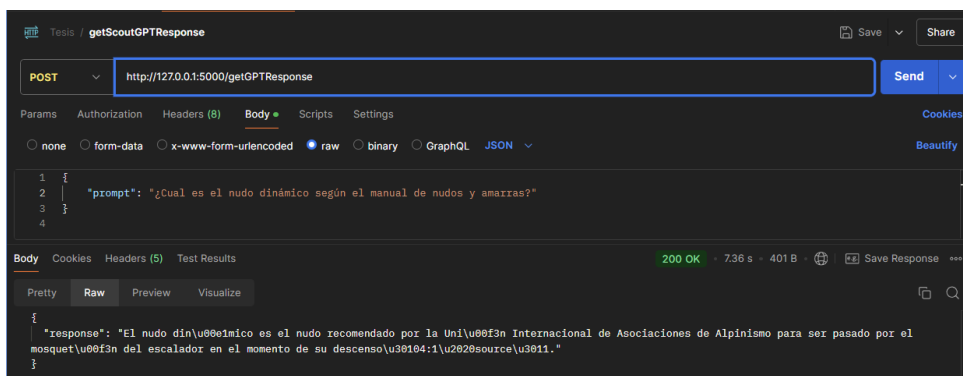 HTTP Tesis / getScoutGPTResponse Save Share
POST http://127.0.0.1:5000/getGPTResponse Send
Params Authorization Headers (8) Body Scripts Settings Cookies
none form-data x-www-form-urlencoded raw binary GraphQL JSON Beautify
1 {
2 "prompt": "¿Cual es el nudo dinámico según el manual de nudos y amarras?"
3 }
4
Body Cookies Headers (5) Test Results 200 OK 7.36 s 401 B Save Response
Pretty Raw Preview Visualize
{
"response": "El nudo din\u00e1mico es el nudo recomendado por la Uni\u00f3n Internacional de Asociaciones de Alpinismo para ser pasado por el
mosquet\u00f3n del escalador en el momento de su descenso\u30104:1\u2020source\u3011."
}